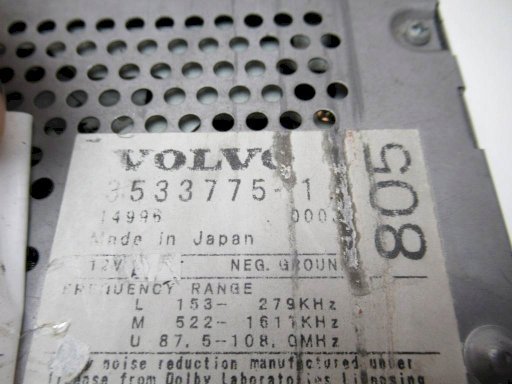 VOLVO
3533775-1
14996 000
805
Made in Japan
12V NEG. GROUN
FREQUENCY RANGE
L 153- 279KHz
M 522- 1611KHz
U 87.5-108.0MHz
noise reduction manufactured under
license from Dolby Laboratories Licensing